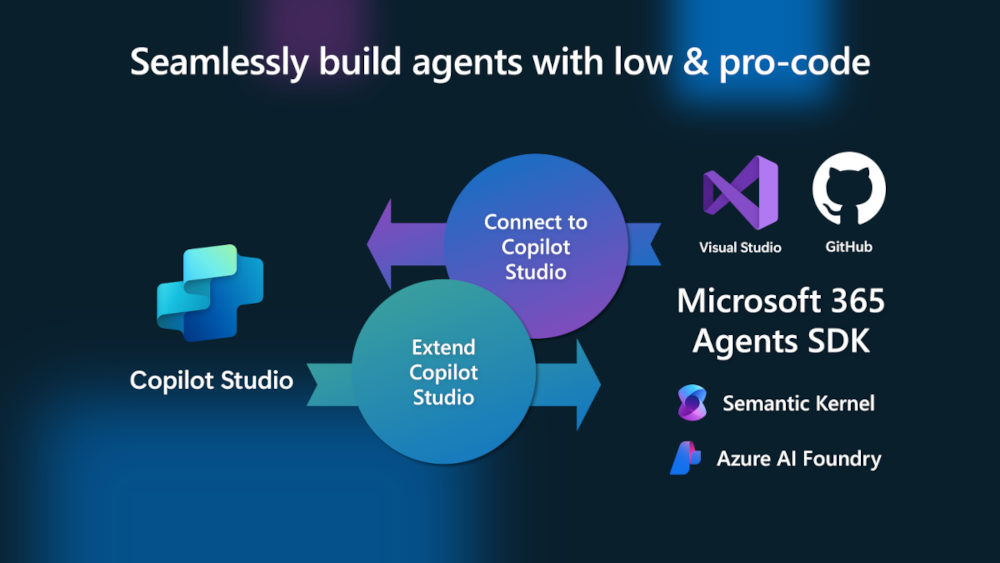 Seamlessly build agents with low & pro-code
Connect to
Copilot
Studio
Visual Studio
GitHub
Microsoft 365
Agents SDK
Copilot Studio
Extend
Copilot
Studio
Semantic Kernel
Azure AI Foundry